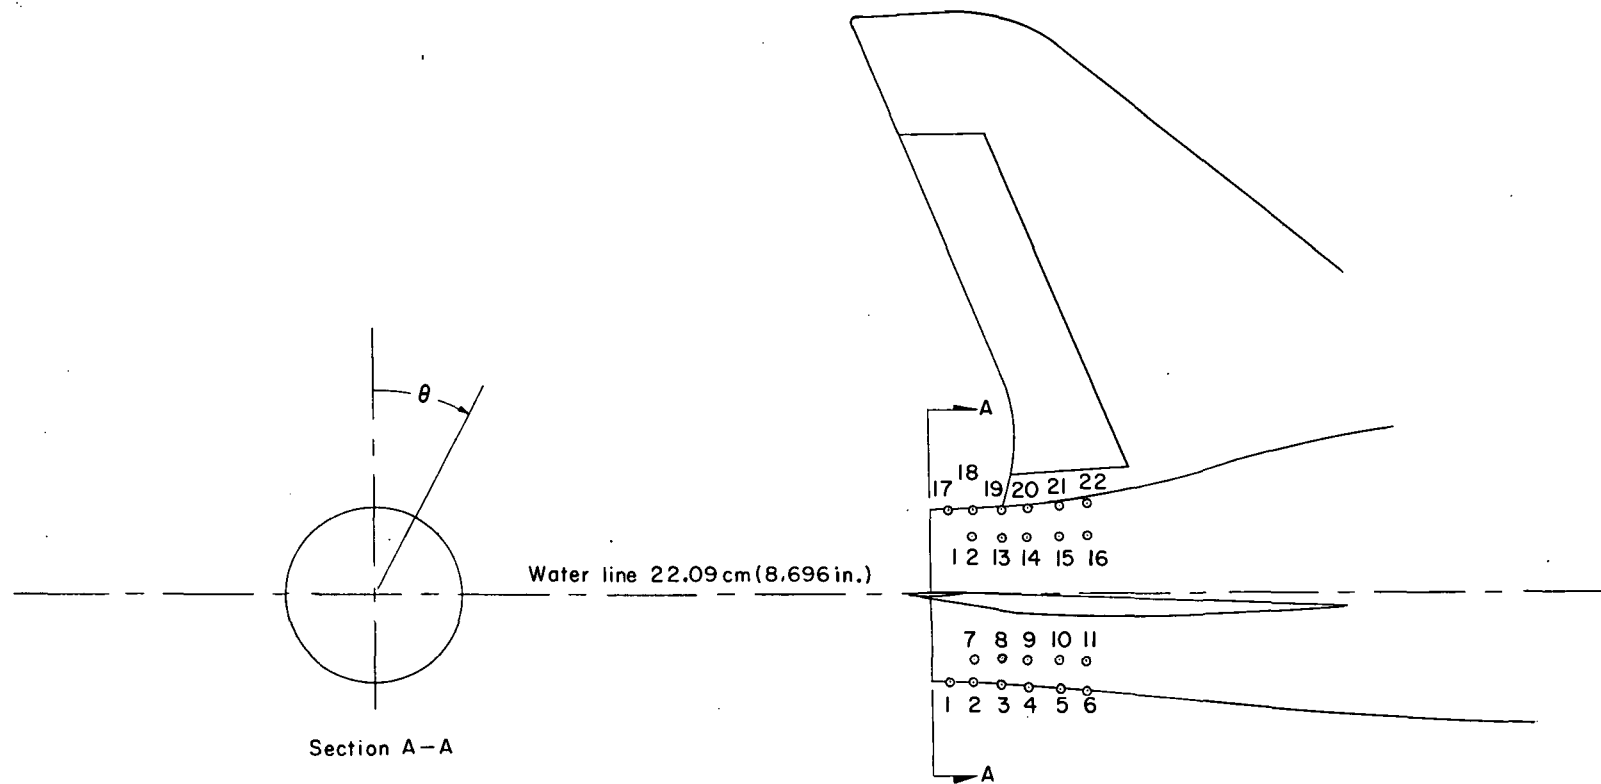 θ
A
18
17 19 20 21 22
12 13 14 15 16
Water line 22.09 cm (8.696 in.)
7 8 9 10 11
1 2 3 4 5 6
Section A-A
A